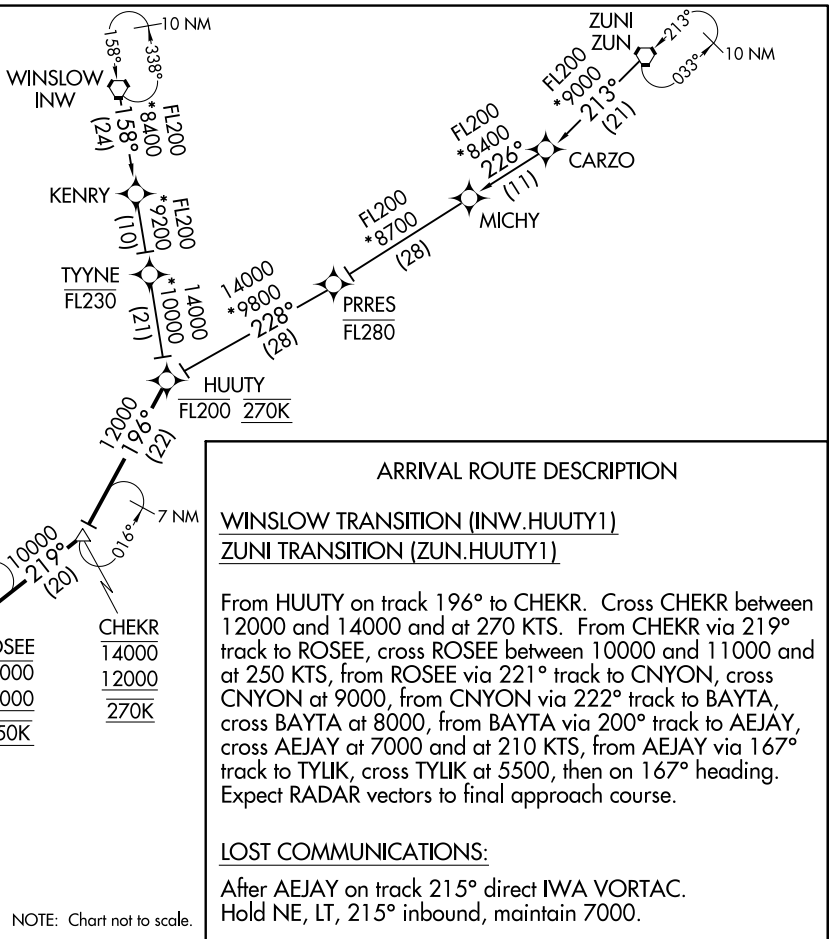 10 NM
158°
338°
WINSLOW
INW
FL200
*8400
158°
(24)
KENRY
FL200
*9200
(10)
TYYNE
FL230
14000
*10000
(21)
ZUNI
ZUN
213°
033°
10 NM
FL200
*9000
213°
(21)
CARZO
FL200
*8400
226°
(11)
MICHY
FL200
*8700
(28)
PRRES
FL280
14000
*9800
228°
(28)
HUUTY
FL200 270K
12000
196°
(22)
7 NM
016°
10000
219°
(20)
CHEKR
14000
12000
270K
OSEE
000
000
50K
ARRIVAL ROUTE DESCRIPTION
WINSLOW TRANSITION (INW.HUUTY1)
ZUNI TRANSITION (ZUN.HUUTY1)
From HUUTY on track 196° to CHEKR. Cross CHEKR between
12000 and 14000 and at 270 KTS. From CHEKR via 219°
track to ROSEE, cross ROSEE between 10000 and 11000 and
at 250 KTS, from ROSEE via 221° track to CNYON, cross
CNYON at 9000, from CNYON via 222° track to BAYTA,
cross BAYTA at 8000, from BAYTA via 200° track to AEJAY,
cross AEJAY at 7000 and at 210 KTS, from AEJAY via 167°
track to TYLIK, cross TYLIK at 5500, then on 167° heading.
Expect RADAR vectors to final approach course.
LOST COMMUNICATIONS:
After AEJAY on track 215° direct IWA VORTAC.
Hold NE, LT, 215° inbound, maintain 7000.
NOTE: Chart not to scale.